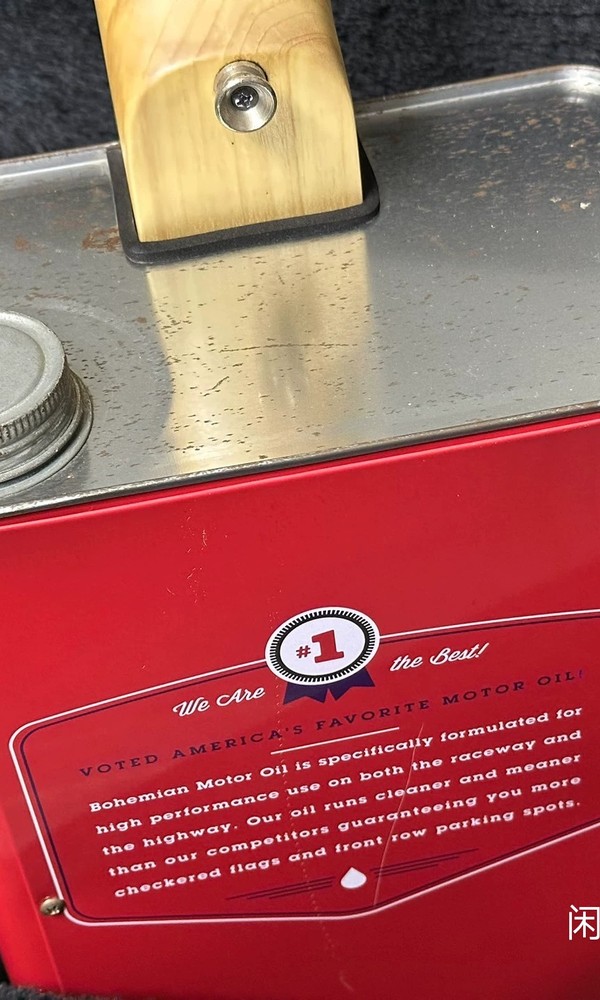 #1
We Are the Best!
VOTED AMERICA'S FAVORITE MOTOR OIL!
Bohemian Motor Oil is specifically formulated for
high performance use on both the raceway and
the highway. Our oil runs cleaner and meaner
than our competitors guaranteeing you more
checkered flags and front row parking spots.
闲